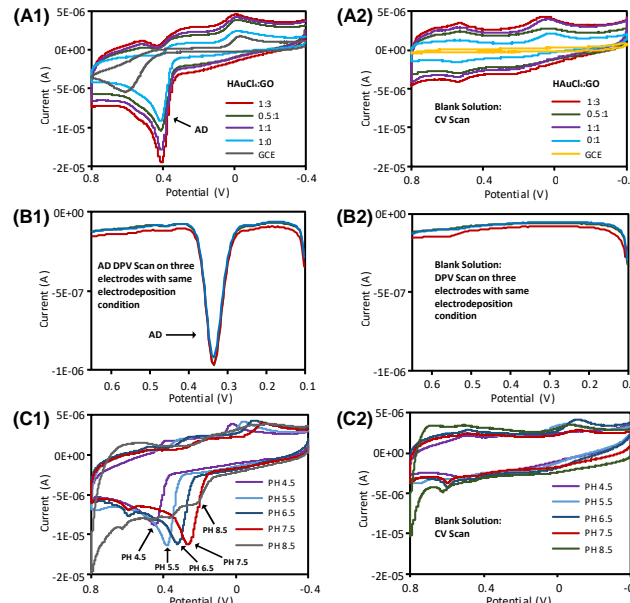 (A1)
5E-06
0E+00
-5E-06
-1E-05
-2E-05
Current (A)
HAuCl₄:GO
1:3
0.5:1
1:1
1:0
GCE
AD
0.8
0.4
0
-0.4
Potential (V)
(A2)
5E-06
0E+00
-5E-06
-1E-05
-2E-05
Current (A)
Blank Solution:
CV Scan
HAuCl₄:GO
1:3
0.5:1
1:1
0:1
GCE
0.8
0.4
0
-0.4
Potential (V)
(B1)
0E+00
-5E-07
-1E-06
Current (A)
AD DPV Scan on three
electrodes with same
electrodeposition
condition
AD
0.6
0.5
0.4
0.3
0.2
0.1
Potential (V)
(B2)
0E+00
-5E-07
-1E-06
Current (A)
Blank Solution:
DPV Scan on three
electrodes with same
electrodeposition
condition
0.6
0.5
0.4
0.3
0.2
0.1
Potential (V)
(C1)
5E-06
0E+00
-5E-06
-1E-05
-2E-05
Current (A)
PH 4.5
PH 5.5
PH 6.5
PH 7.5
PH 8.5
PH 8.5
PH 4.5
PH 5.5
PH 6.5
PH 7.5
0.8
0.4
0
-0.4
Potential (V)
(C2)
5E-06
0E+00
-5E-06
-1E-05
-2E-05
Current (A)
Blank Solution:
CV Scan
PH 4.5
PH5.5
PH 6.5
PH 7.5
PH8.5
0.8
0.4
0
-0.4
Potential (V)